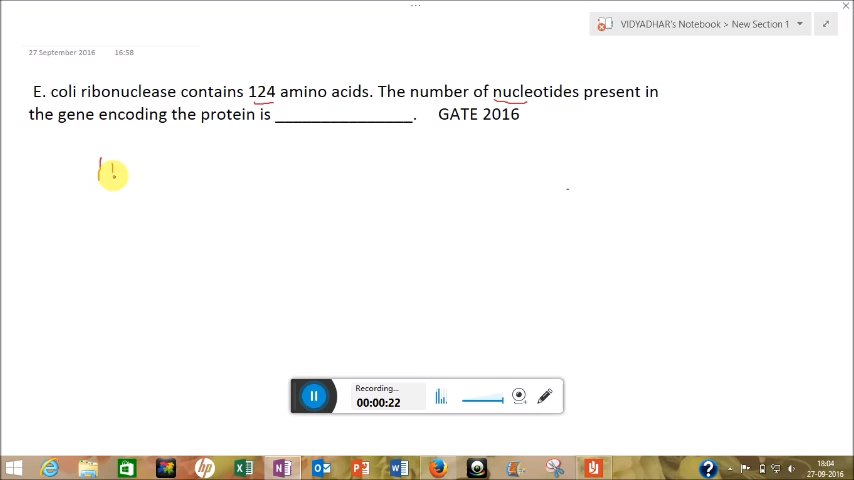 VIDYADHAR's Notebook > New Section 1
27 September 2016 16:58
E. coli ribonuclease contains 124 amino acids. The number of nucleotides present in
the gene encoding the protein is _______________. GATE 2016
Recording...
00:00:22
18:04
27-09-2016